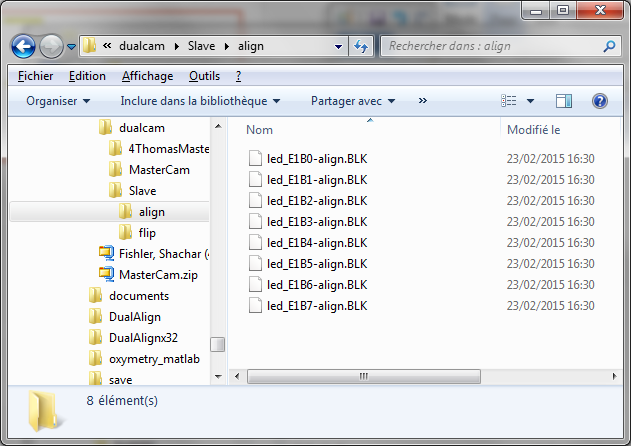 « dualcam ▸ Slave ▸ align
Rechercher dans : align
Fichier Edition Affichage Outils ?
Organiser Inclure dans la bibliothèque Partager avec »
dualcam
4ThomasMaste
MasterCam
Slave
align
flip
Fishler, Shachar (
MasterCam.zip
documents
DualAlign
DualAlignx32
oxymetry_matlab
save
Nom Modifié le
led_E1B0-align.BLK 23/02/2015 16:30
led_E1B1-align.BLK 23/02/2015 16:30
led_E1B2-align.BLK 23/02/2015 16:30
led_E1B3-align.BLK 23/02/2015 16:30
led_E1B4-align.BLK 23/02/2015 16:30
led_E1B5-align.BLK 23/02/2015 16:30
led_E1B6-align.BLK 23/02/2015 16:30
led_E1B7-align.BLK 23/02/2015 16:30
8 élément(s)